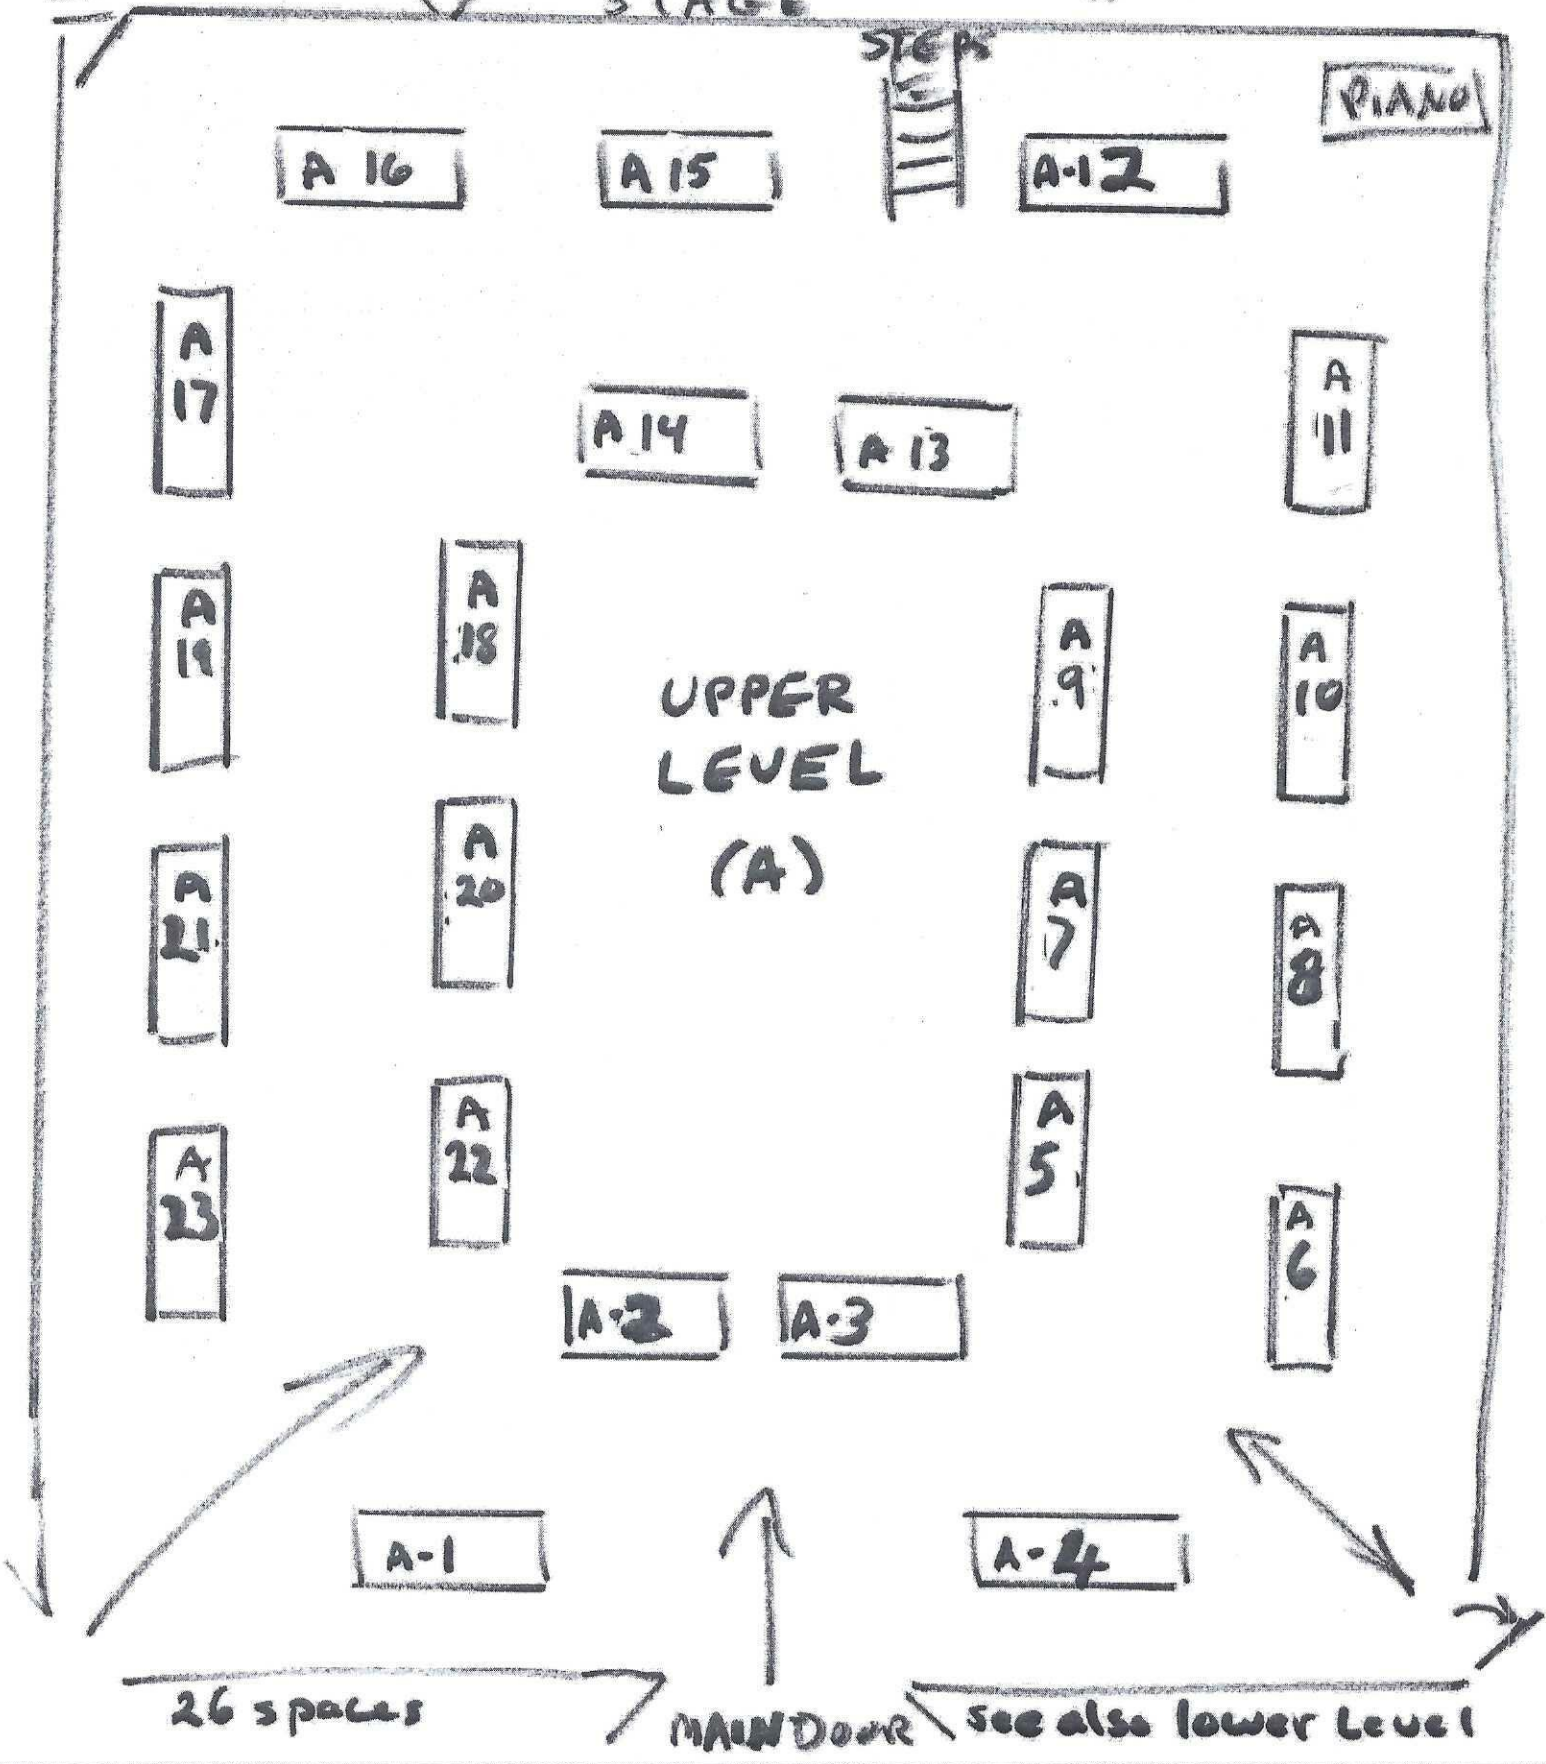 STAGE
STEPS
PIANO
A 16
A 15
A-12
A
17
A
11
A 14
A 13
A
19
A
18
A
9
A
10
UPPER
LEVEL
(A)
A
21
A
20
A
7
A
8
A
23
A
22
A
5
A
6
A-2
A-3
A-1
A-4
26 spaces
MAIN DOOR
See also lower Level